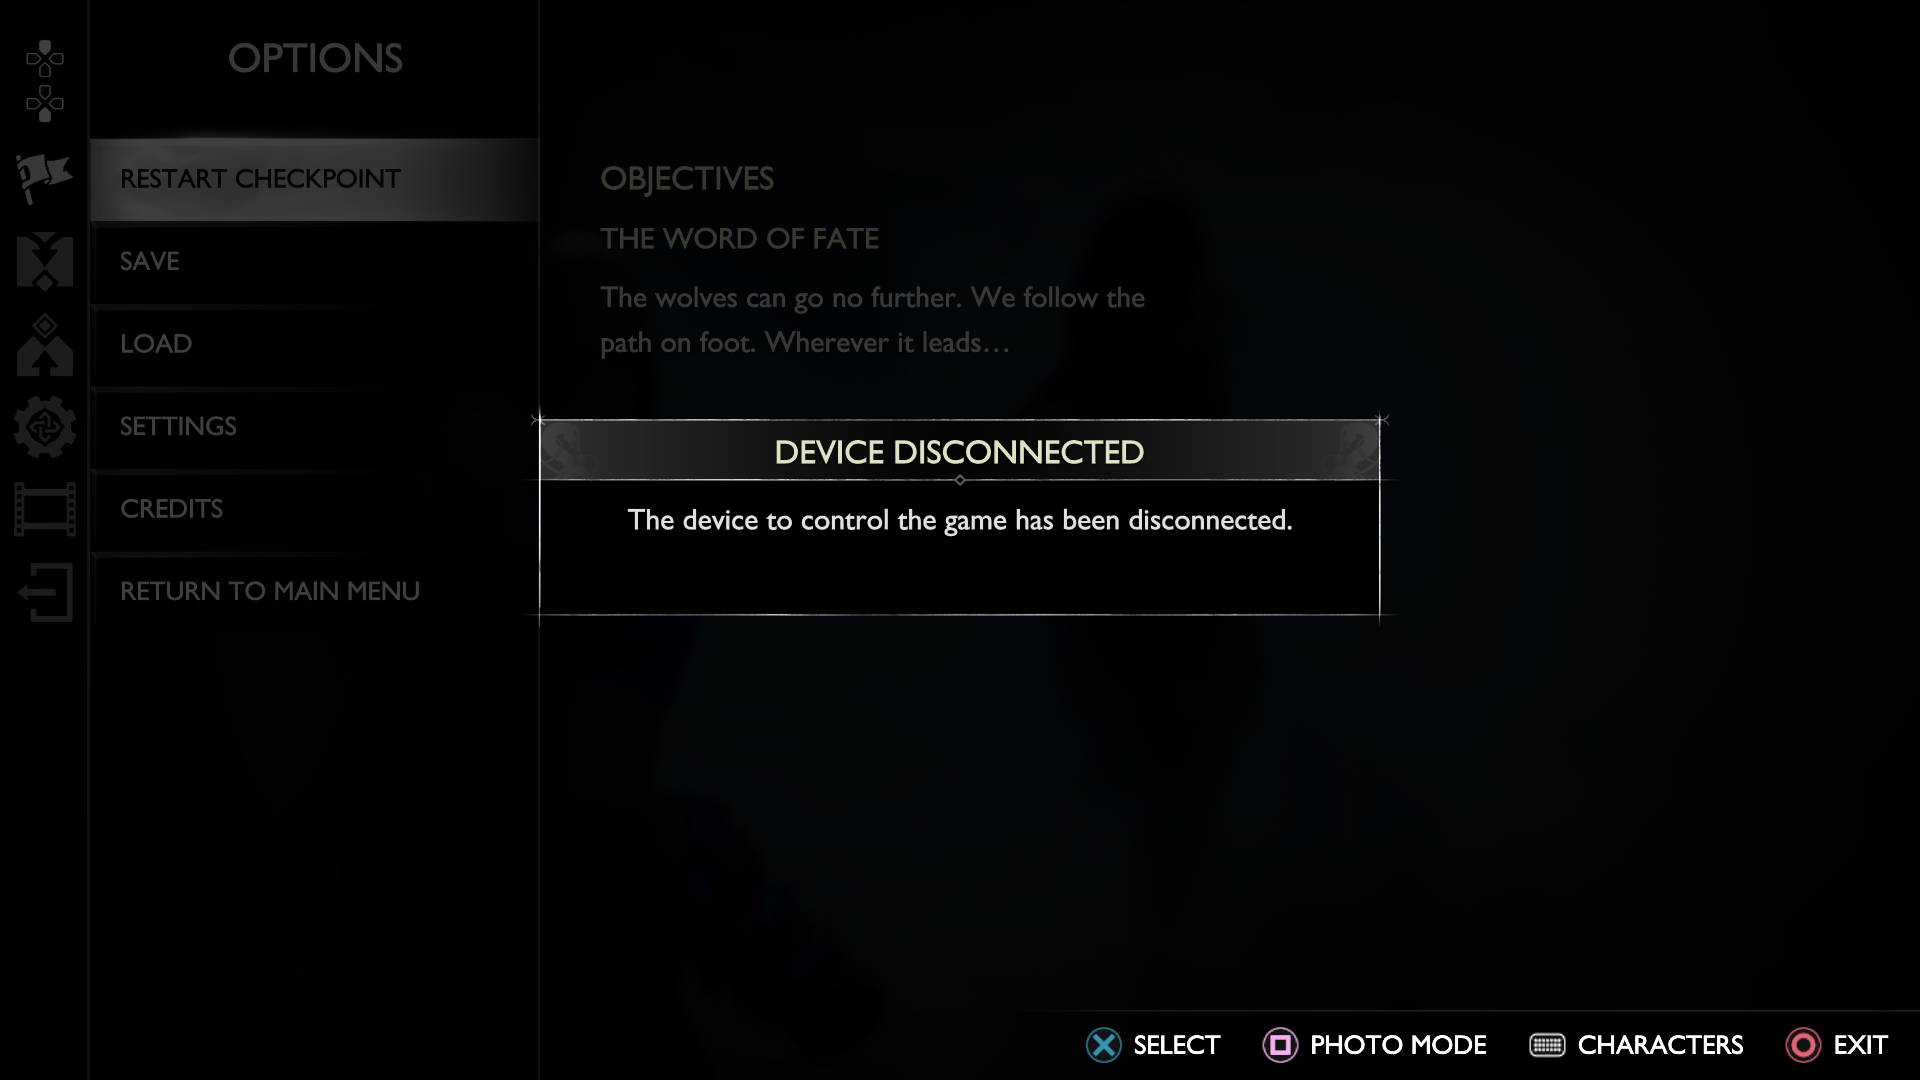 OPTIONS
RESTART CHECKPOINT
SAVE
LOAD
SETTINGS
CREDITS
RETURN TO MAIN MENU
OBJECTIVES
THE WORD OF FATE
The wolves can go no further. We follow the
path on foot. Wherever it leads…
DEVICE DISCONNECTED
The device to control the game has been disconnected.
SELECT PHOTO MODE CHARACTERS EXIT